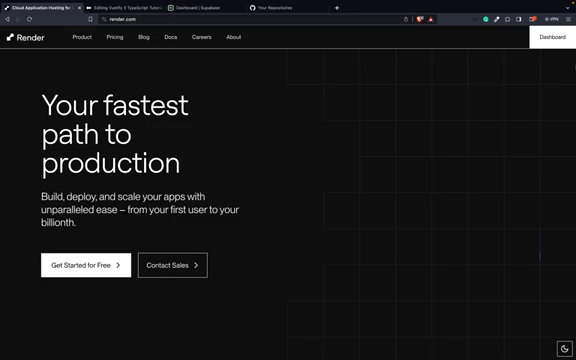 Cloud Application Hosting for
Editing Vuetify 3 TypeScript Tutori
Dashboard | Supabase
Your Repositories
render.com
VPN
Render
Product
Pricing
Blog
Docs
Careers
About
Dashboard
Your fastest
path to
production
Build, deploy, and scale your apps with
unparalleled ease – from your first user to your
billionth.
Get Started for Free
Contact Sales